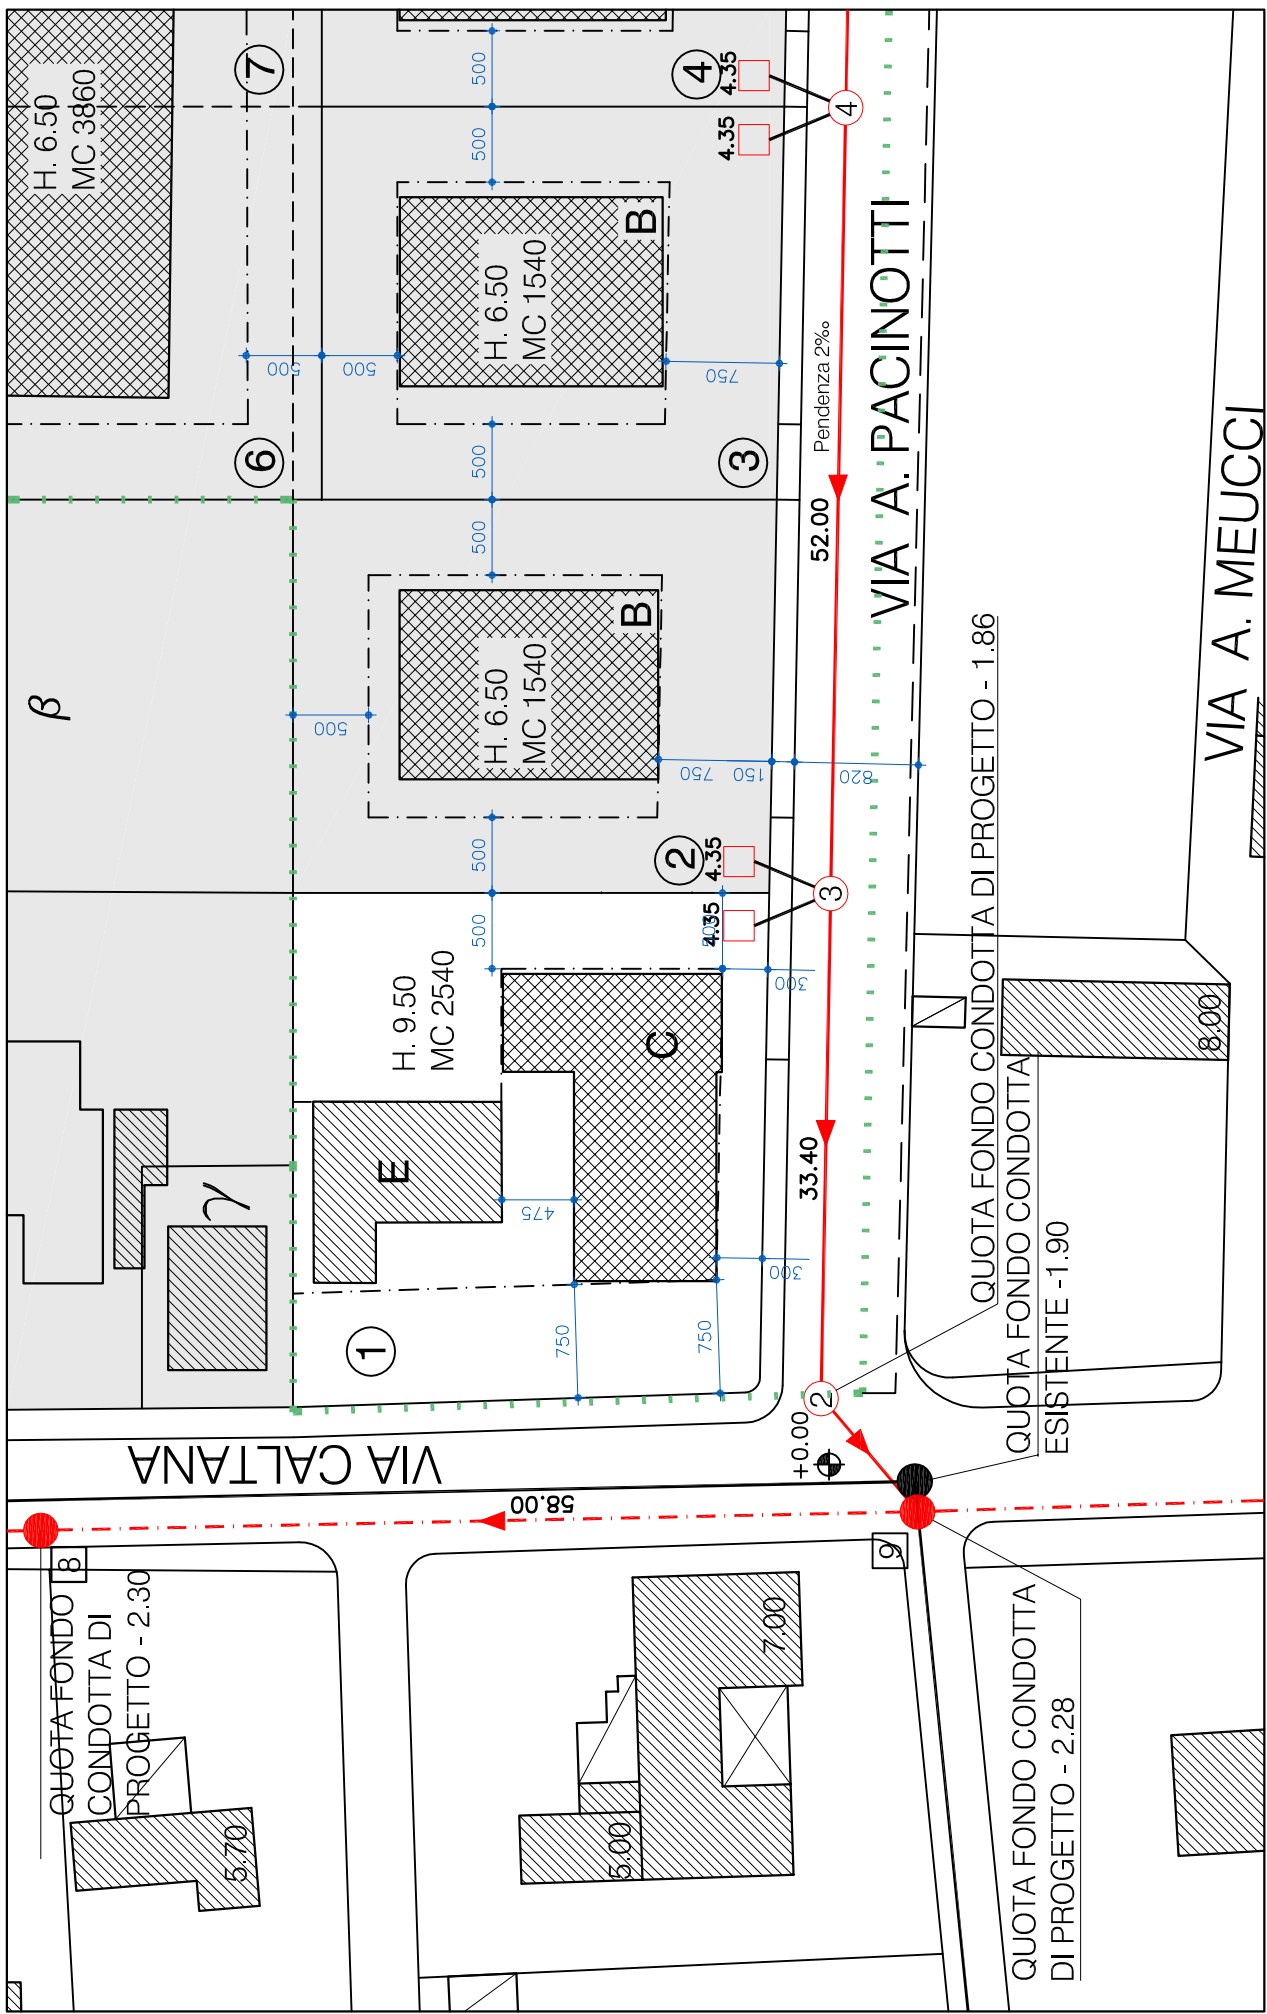 H. 6.50
MC 3860
7
500
500
4
4.35
4.35
4
H. 6.50
MC 1540
B
500
500
750
Pendenza 2‰
VIA A. PACINOTTI
6
3
500
500
52.00
β
H. 6.50
MC 1540
B
500
750
150
820
VIA A. MEUCCI
500
500
2
4.35
4.35
500
3
300
H. 9.50
MC 2540
C
E
475
γ
300
33.40
1
750
750
2
+0.00
8.00
QUOTA FONDO CONDOTTA DI PROGETTO - 1.86
QUOTA FONDO CONDOTTA
ESISTENTE -1.90
VIA CALTANA
58.00
8
9
QUOTA FONDO
CONDOTTA DI
PROGETTO - 2.30
5.70
5.00
7.00
QUOTA FONDO CONDOTTA
DI PROGETTO - 2.28